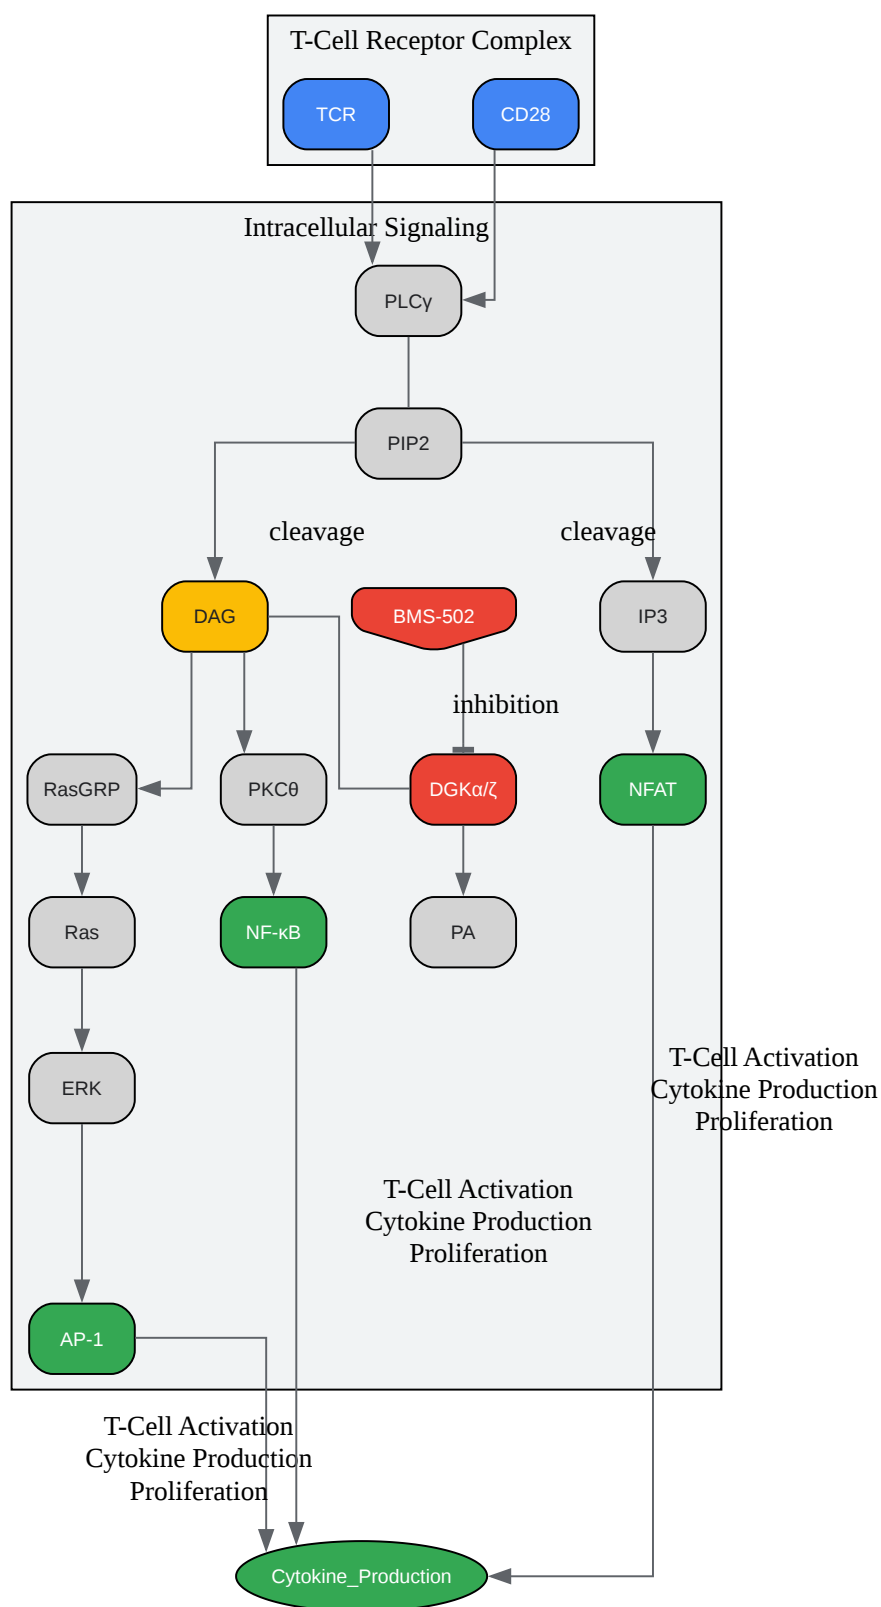 T-Cell Receptor Complex
TCR
CD28
Intracellular Signaling
PLCγ
PIP2
cleavage
cleavage
DAG
BMS-502
IP3
inhibition
RasGRP
PKCθ
DGKα/ζ
NFAT
Ras
NF-κB
PA
ERK
T-Cell Activation
Cytokine Production
Proliferation
T-Cell Activation
Cytokine Production
Proliferation
AP-1
T-Cell Activation
Cytokine Production
Proliferation
Cytokine_Production